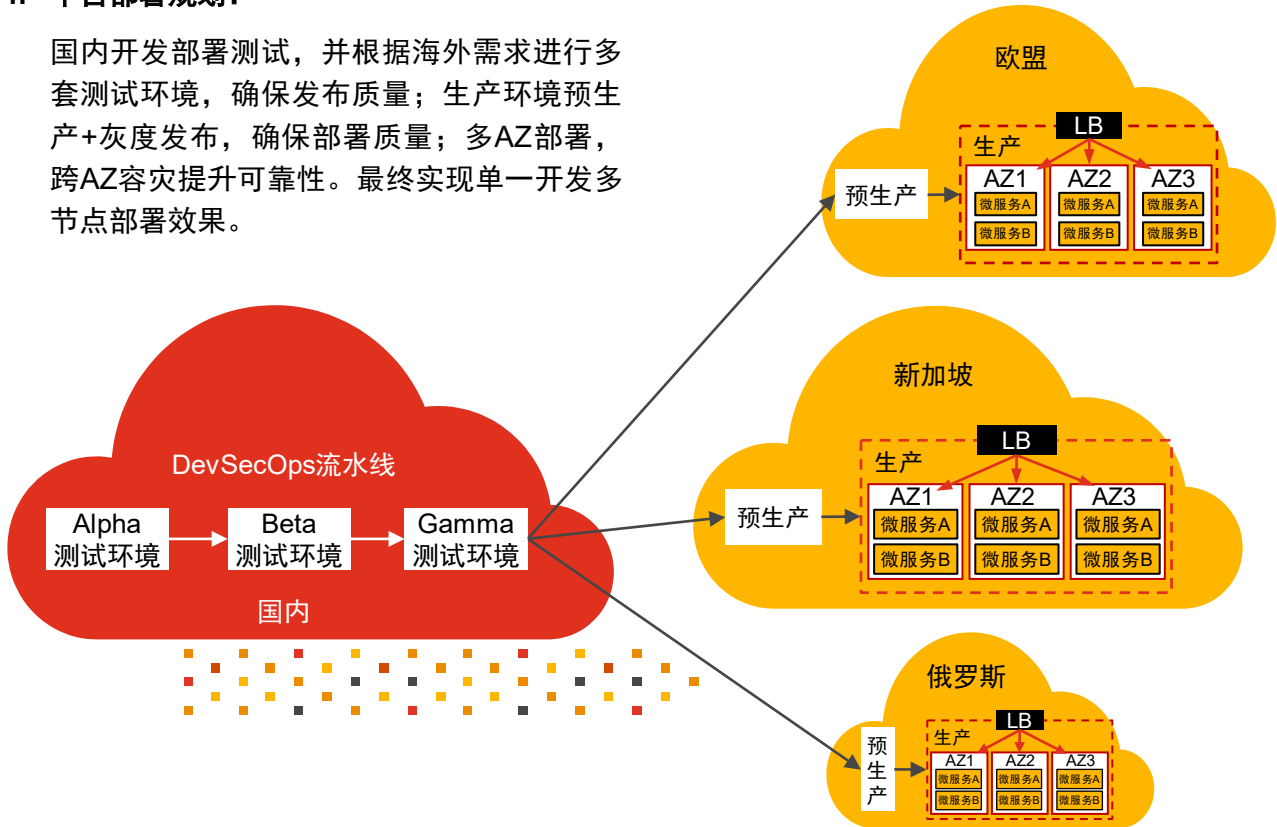 国内开发部署测试，并根据海外需求进行多
套测试环境，确保发布质量；生产环境预生
产+灰度发布，确保部署质量；多AZ部署，
跨AZ容灾提升可靠性。最终实现单一开发多
节点部署效果。
欧盟
LB
生产
预生产
AZ1 AZ2 AZ3
微服务A 微服务A 微服务A
微服务B 微服务B 微服务B
新加坡
LB
生产
预生产
AZ1 AZ2 AZ3
微服务A 微服务A 微服务A
微服务B 微服务B 微服务B
DevSecOps流水线
Alpha
测试环境
Beta
测试环境
Gamma
测试环境
国内
俄罗斯
LB
生产
预
生
产
AZ1 AZ2 AZ3
微服务A 微服务A 微服务A
微服务B 微服务B 微服务B